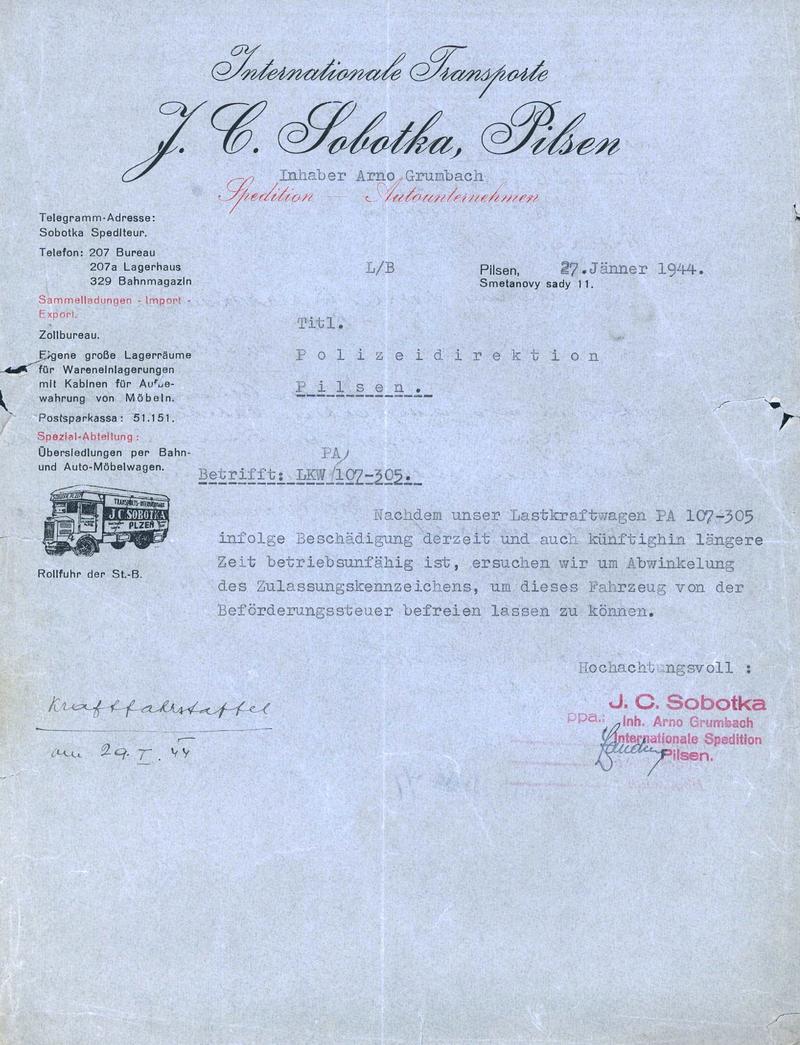 Internationale Transporte
J. C. Sobotka, Pilsen
Inhaber Arno Grumbach
Spedition — Autounternehmen
Telegramm-Adresse:
Sobotka Spediteur.
Telefon: 207 Bureau
207a Lagerhaus
329 Bahnmagazin
Sammelladungen - Import -
Export.
Zollbureau.
Eigene große Lagerräume
für Wareneinlagerungen
mit Kabinen für Aufbe-
wahrung von Möbeln.
Postsparkassa: 51.151.
Spezial-Abteilung:
Übersiedlungen per Bahn-
und Auto-Möbelwagen.
J.C SOBOTKA
PLZEŇ
Rollfuhr der St.-B.
L/B
Pilsen, 27.Jänner 1944.
Smetanovy sady 11.
Titl.
Polizeidirektion
Pilsen.
PA/
Betrifft: LKW/107-305.
Nachdem unser Lastkraftwagen PA 107-305
infolge Beschädigung derzeit und auch künftighin längere
Zeit betriebsunfähig ist, ersuchen wir um Abwinkelung
des Zulassungskennzeichens, um dieses Fahrzeug von der
Beförderungssteuer befreien lassen zu können.
Hochachtungsvoll :
J. C. Sobotka
ppa.: Inh. Arno Grumbach
Internationale Spedition
Pilsen.
Kraftfahrstaffel
am 29. I. 44